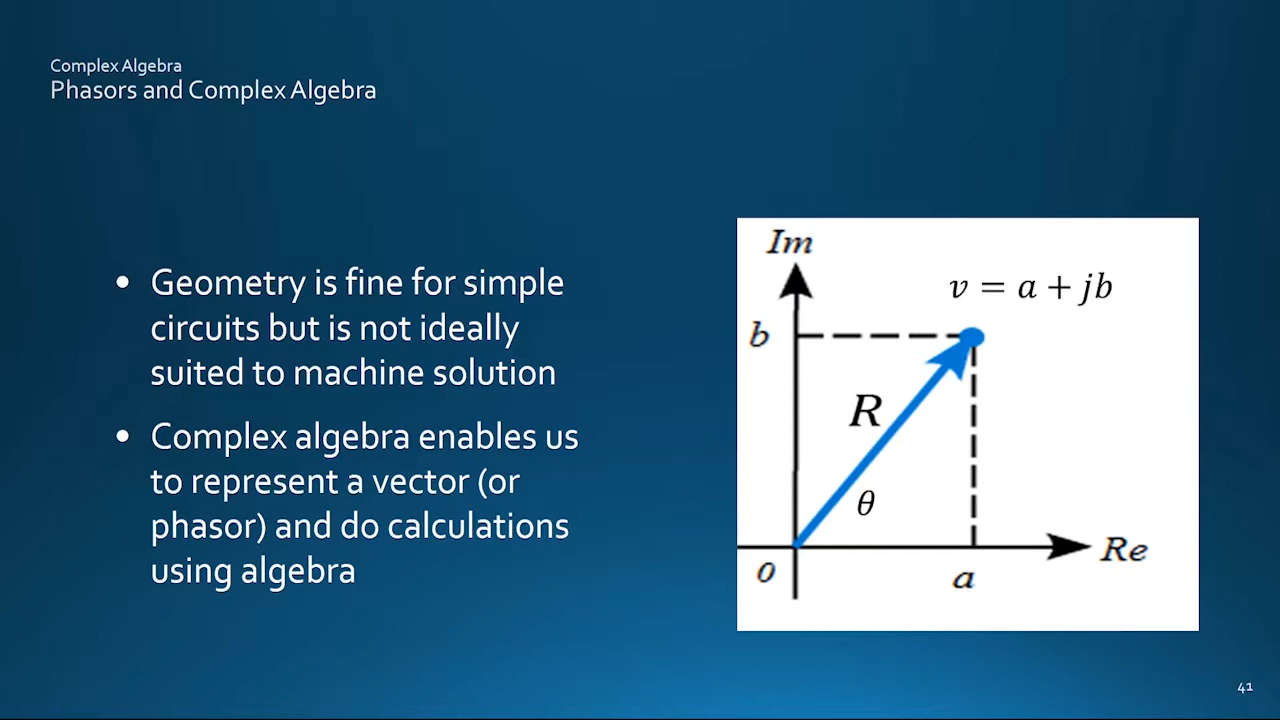 Complex Algebra
Phasors and Complex Algebra
• Geometry is fine for simple
circuits but is not ideally
suited to machine solution
• Complex algebra enables us
to represent a vector (or
phasor) and do calculations
using algebra
Im
v = a + jb
b
R
θ
0
a
Re
41